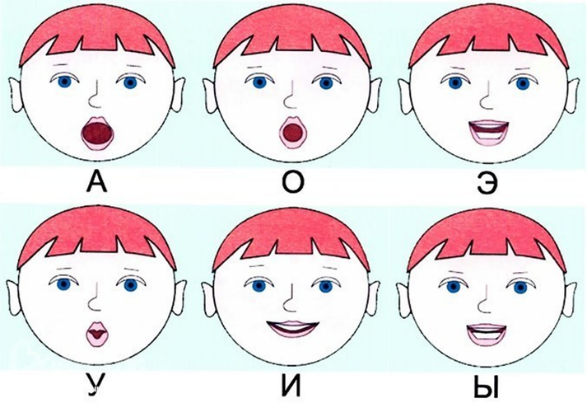 А О Э
У И Ы